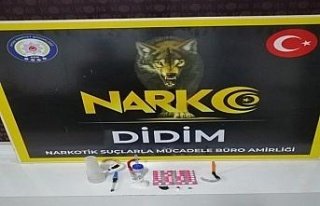 NARKO
DİDİM
NARKOTİK SUÇLARLA MÜCADELE BÜRO AMİRLİĞİ